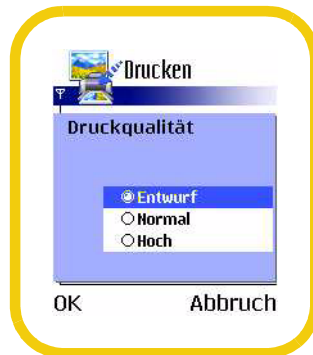 Drucken
Druckqualität
Entwurf
Normal
Hoch
OK Abbruch